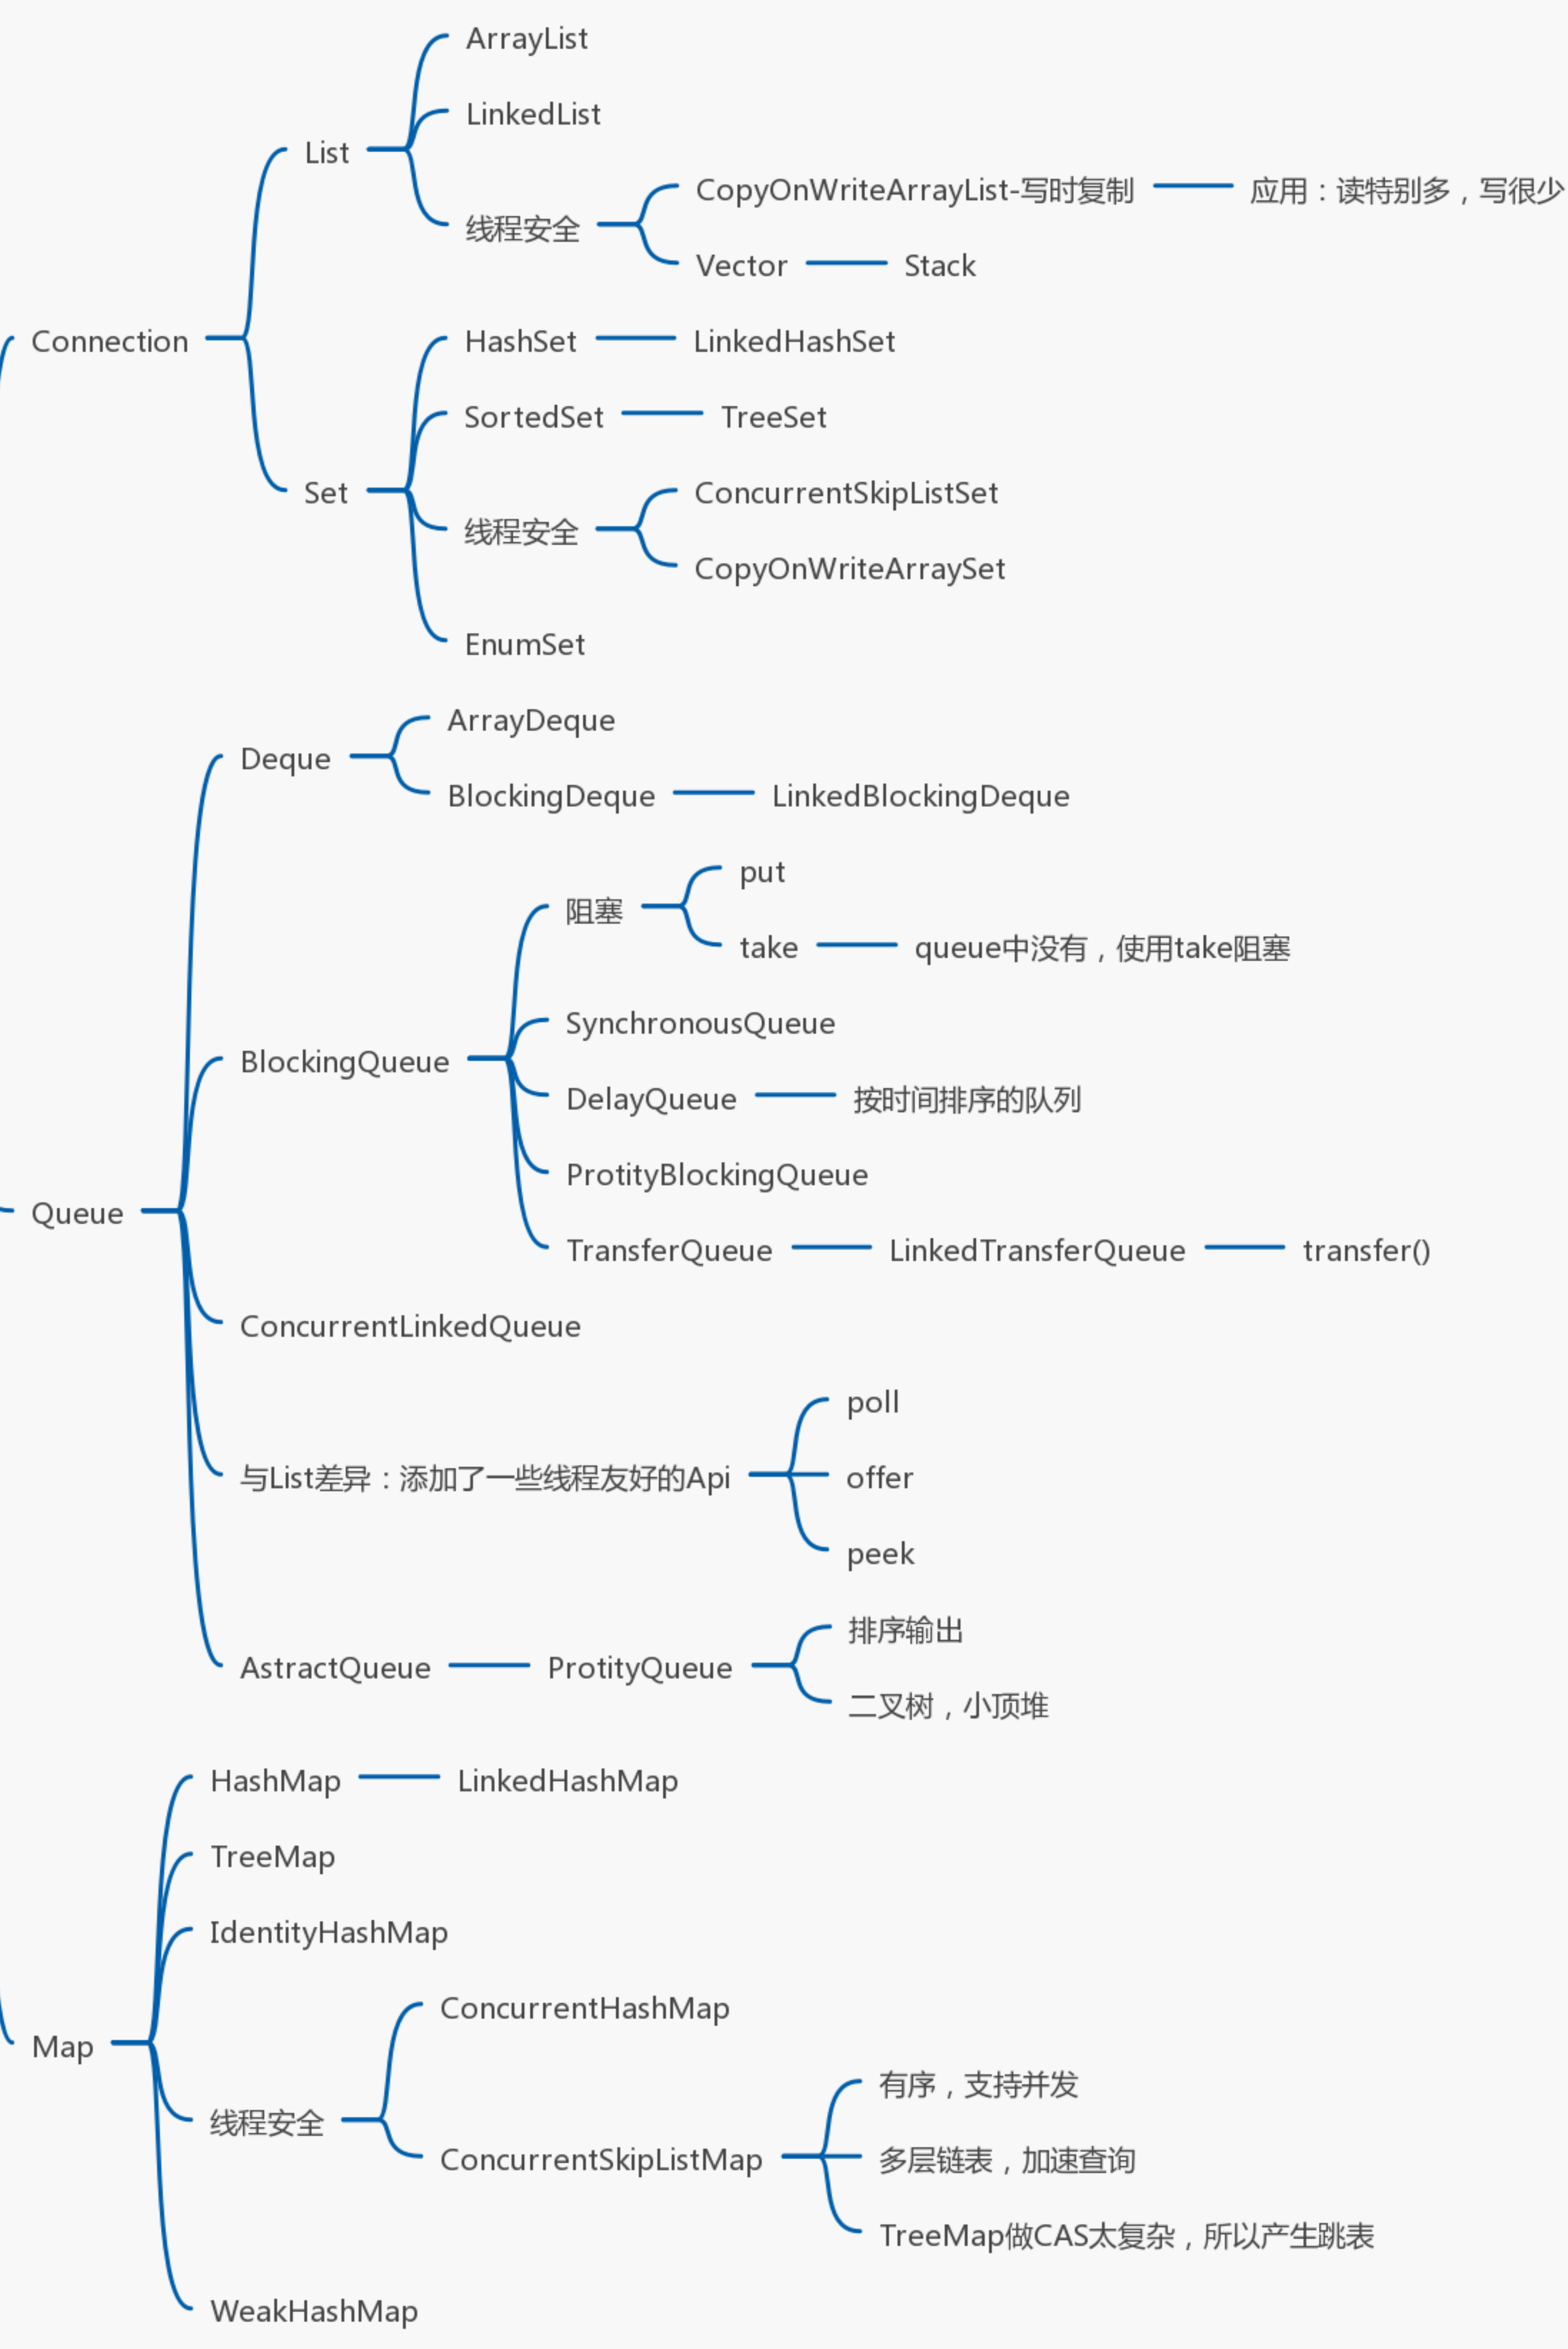 ArrayList
LinkedList
List
CopyOnWriteArrayList-写时复制
应用：读特别多，写很少
线程安全
Vector
Stack
Connection
HashSet
LinkedHashSet
SortedSet
TreeSet
Set
ConcurrentSkipListSet
线程安全
CopyOnWriteArraySet
EnumSet
ArrayDeque
Deque
BlockingDeque
LinkedBlockingDeque
put
阻塞
take
queue中没有，使用take阻塞
SynchronousQueue
BlockingQueue
DelayQueue
按时间排序的队列
ProtityBlockingQueue
Queue
TransferQueue
LinkedTransferQueue
transfer()
ConcurrentLinkedQueue
poll
与List差异：添加了一些线程友好的Api
offer
peek
排序输出
AstractQueue
ProtityQueue
二叉树，小顶堆
HashMap
LinkedHashMap
TreeMap
IdentityHashMap
ConcurrentHashMap
Map
有序，支持并发
线程安全
ConcurrentSkipListMap
多层链表，加速查询
TreeMap做CAS太复杂，所以产生跳表
WeakHashMap